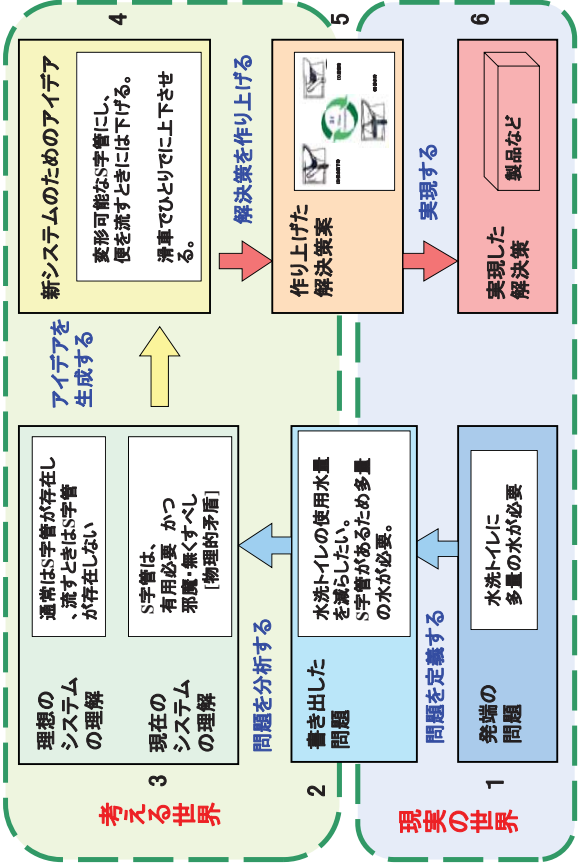 考える世界
3
理想の
システム
の理解
通常はS字管が存在し
、流すときはS字管
が存在しない
現在の
システム
の理解
S字管は、
有用必要 かつ
邪魔・無くすべし
[物理的矛盾]
アイデアを
生成する
4
新システムのためのアイデア
変形可能なS字管にし、
便を流すときには下げる。
滑車でひとりでに上下させ
る。
問題を分析する
解決策を作り上げる
2
書き出した
問題
水洗トイレの使用水量
を減らしたい。
S字管があるため多量
の水が必要。
5
作り上げた
解決策案
問題を定義する
実現する
現実の世界
1
発端の
問題
水洗トイレに
多量の水が必要
6
実現した
解決策
製品など